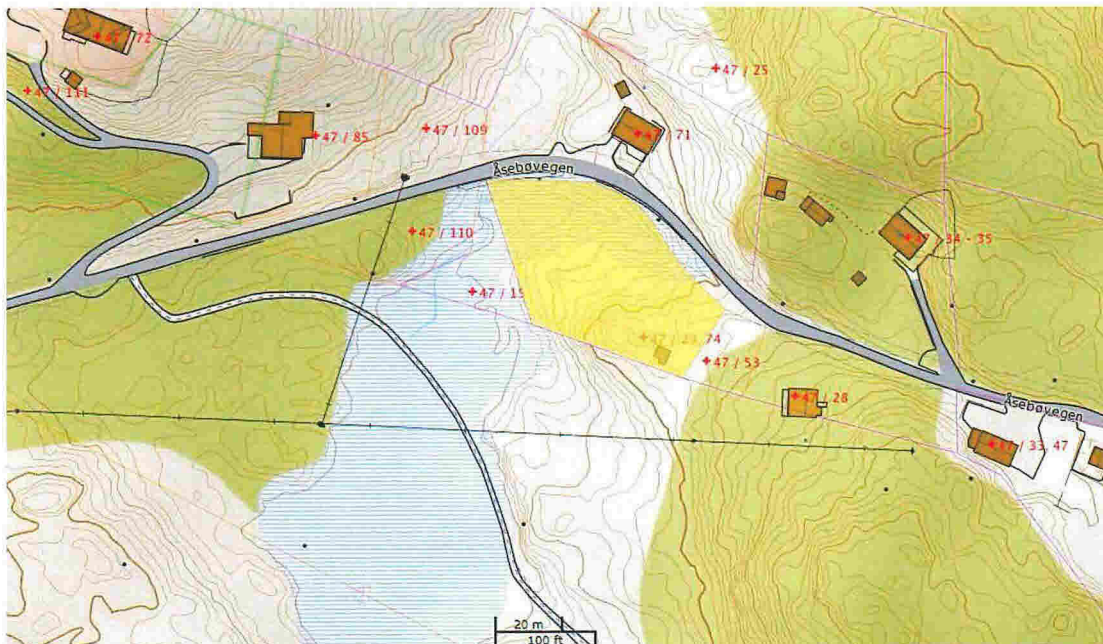 47 / 72
47 / 25
47 / 111
47 / 85
47 / 109
47 / 71
Åsebøvegen
47 / 110
47 / 34 - 35
47 / 15
47 / 29, 74
47 / 53
47 / 28
Åsebøvegen
47 / 33, 47
20 m
100 ft